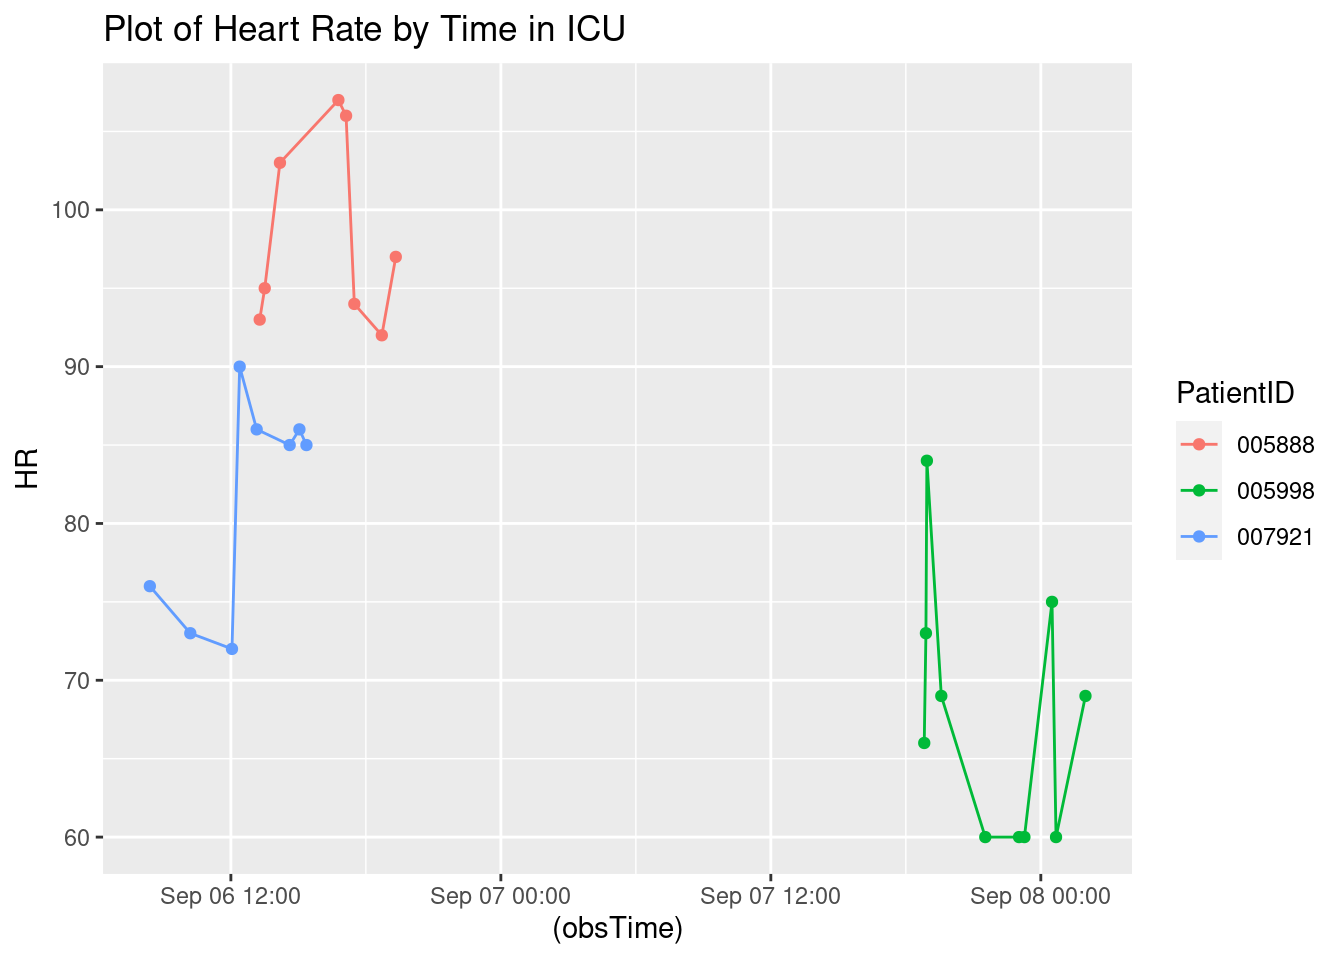 Plot of Heart Rate by Time in ICU
HR
100
90
80
70
60
Sep 06 12:00
Sep 07 00:00
Sep 07 12:00
Sep 08 00:00
(obsTime)
PatientID
005888
005998
007921